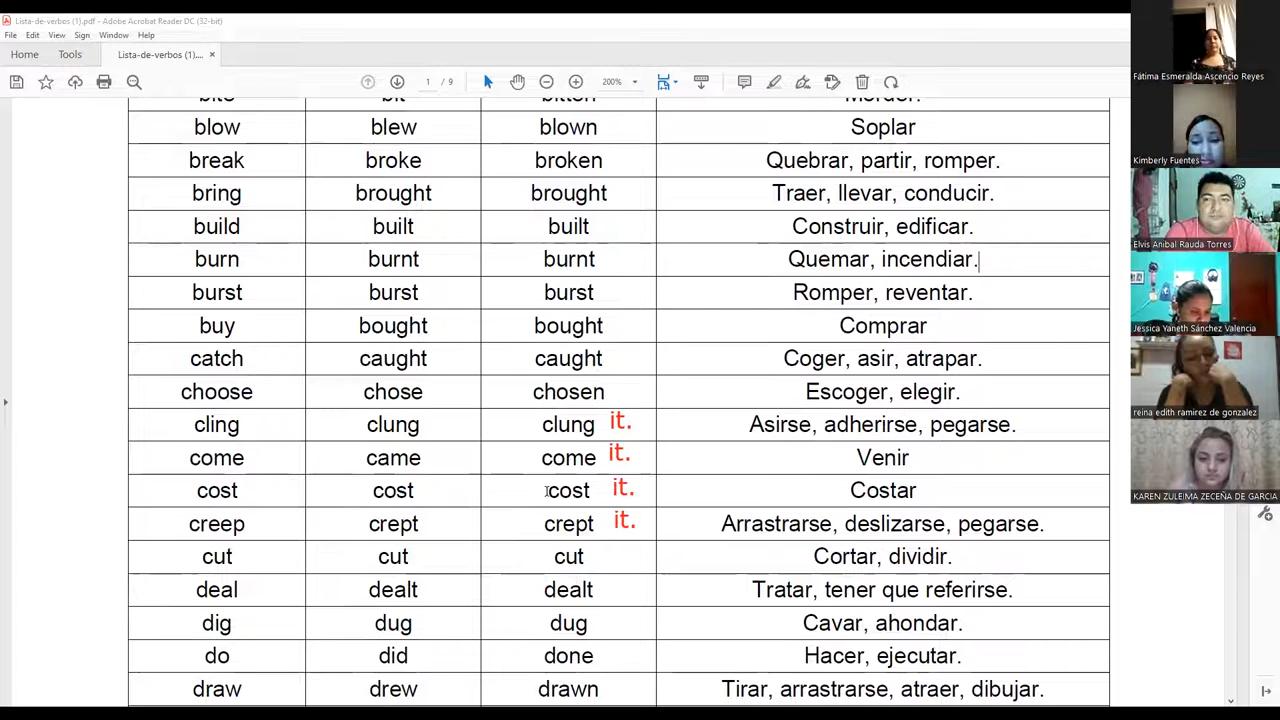 Lista-de-verbos (1).pdf - Adobe Acrobat Reader DC (32-bit)
File Edit View Sign Window Help
Home Tools Lista-de-verbos (1).... ×
1 / 9 200%
bite bit bitten Morder.
blow blew blown Soplar
break broke broken Quebrar, partir, romper.
bring brought brought Traer, llevar, conducir.
build built built Construir, edificar.
burn burnt burnt Quemar, incendiar.
burst burst burst Romper, reventar.
buy bought bought Comprar
catch caught caught Coger, asir, atrapar.
choose chose chosen Escoger, elegir.
cling clung clung it. Asirse, adherirse, pegarse.
come came come it. Venir
cost cost cost it. Costar
creep crept crept it. Arrastrarse, deslizarse, pegarse.
cut cut cut Cortar, dividir.
deal dealt dealt Tratar, tener que referirse.
dig dug dug Cavar, ahondar.
do did done Hacer, ejecutar.
draw drew drawn Tirar, arrastrarse, atraer, dibujar.
Fátima Esmeralda Ascencio Reyes
Kimberly Fuentes
Elvis Anibal Rauda Torres
Jessica Yaneth Sánchez Valencia
reina edith ramirez de gonzalez
KAREN ZULEIMA ZECEÑA DE GARCIA